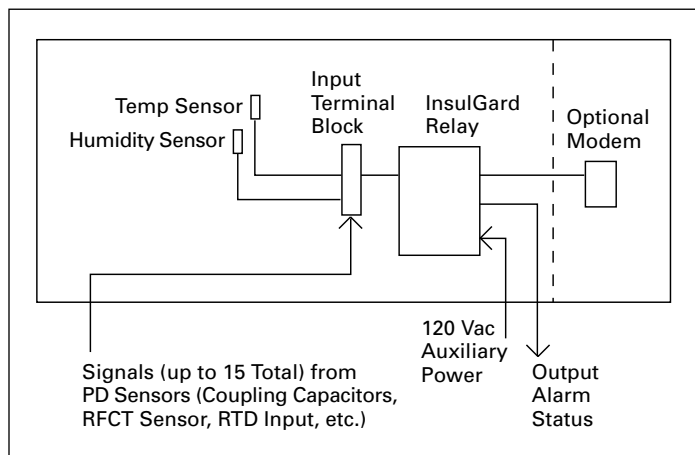 Temp Sensor
Humidity Sensor
Input
Terminal
Block
InsulGard
Relay
Optional
Modem
Signals (up to 15 Total) from
PD Sensors (Coupling Capacitors,
RFCT Sensor, RTD Input, etc.)
120 Vac
Auxiliary
Power
Output
Alarm
Status